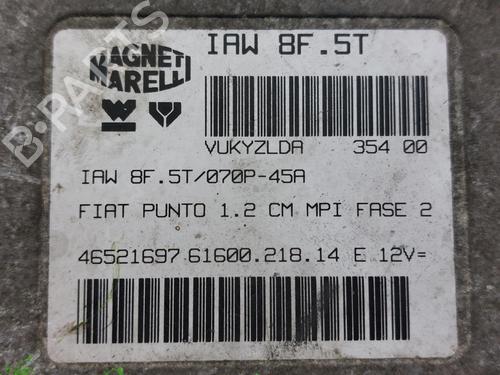 MAGNETI MARELLI
IAW 8F.5T
VUKYZLDA 354 00
IAW 8F.5T/070P-45A
FIAT PUNTO 1.2 CM MPI FASE 2
46521697 61600.218.14 E 12V=
B-PARTS